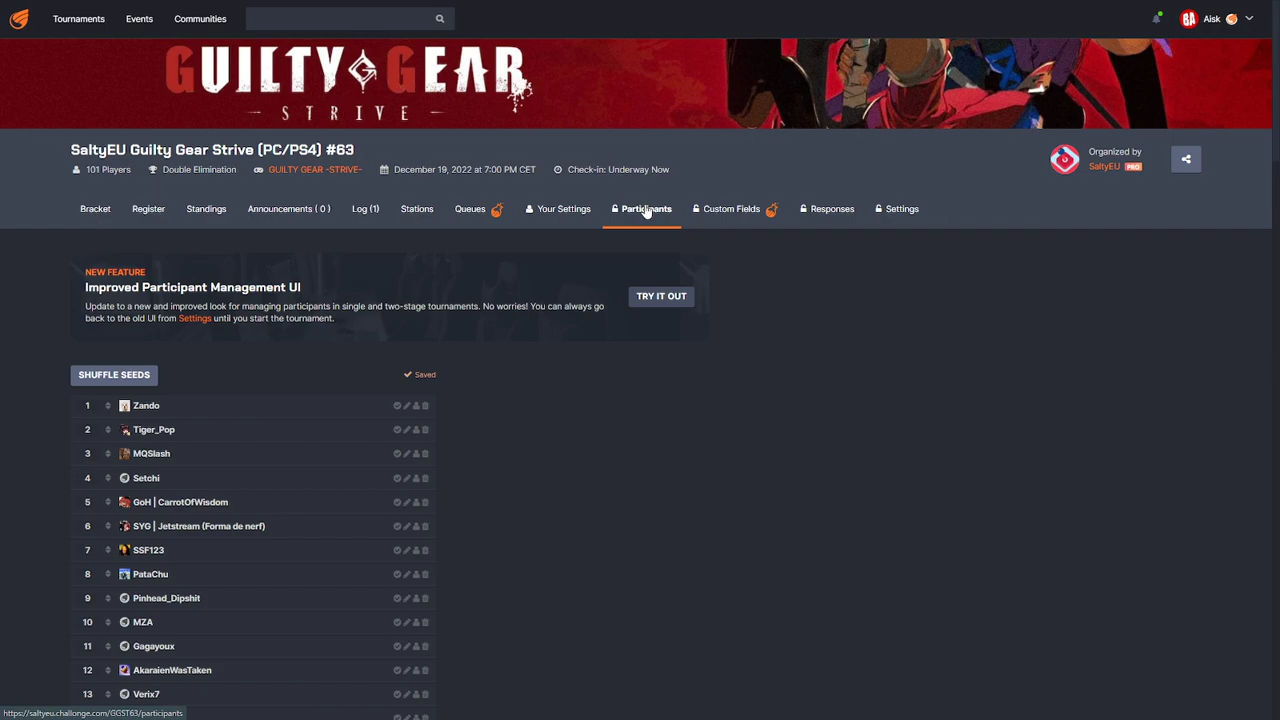 Tournaments Events Communities
BA Aisk
GUILTY GEAR
STRIVE
SaltyEU Guilty Gear Strive (PC/PS4) #63
101 Players Double Elimination GUILTY GEAR -STRIVE- December 19, 2022 at 7:00 PM CET Check-in: Underway Now
Organized by
SaltyEU PRO
Bracket Register Standings Announcements ( 0 ) Log (1) Stations Queues Your Settings Participants Custom Fields Responses Settings
NEW FEATURE
Improved Participant Management UI
Update to a new and improved look for managing participants in single and two-stage tournaments. No worries! You can always go
back to the old UI from Settings until you start the tournament.
TRY IT OUT
SHUFFLE SEEDS Saved
1 Zando
2 Tiger_Pop
3 MQSlash
4 Setchi
5 GoH | CarrotOfWisdom
6 SYG | Jetstream (Forma de nerf)
7 SSF123
8 PataChu
9 Pinhead_Dipshit
10 MZA
11 Gagayoux
12 AkaraienWasTaken
13 Verix7
https://saltyeu.challonge.com/GGST63/participants